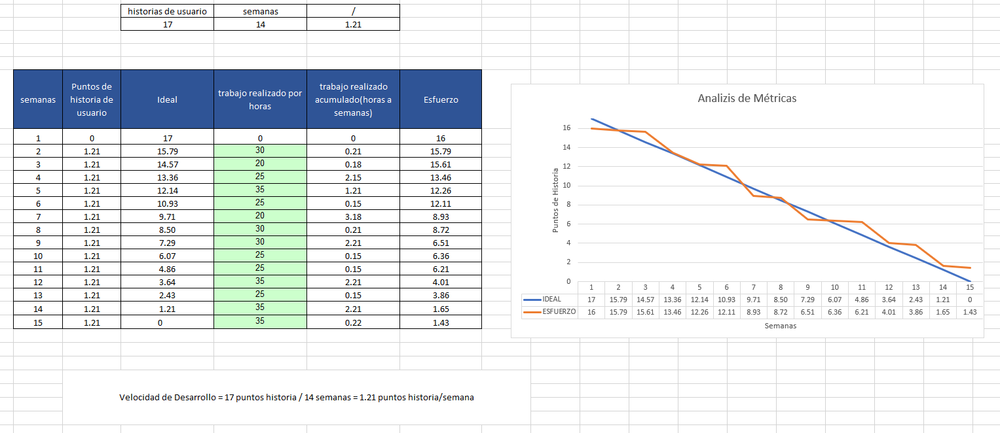 historias de usuario semanas /
17 14 1.21
semanas Puntos de historia de usuario Ideal trabajo realizado por horas trabajo realizado acumulado(horas a semanas) Esfuerzo
1 0 17 0 0 16
2 1.21 15.79 30 0.21 15.79
3 1.21 14.57 20 0.18 15.61
4 1.21 13.36 25 2.15 13.46
5 1.21 12.14 35 1.21 12.26
6 1.21 10.93 25 0.15 12.11
7 1.21 9.71 20 3.18 8.93
8 1.21 8.50 30 0.21 8.72
9 1.21 7.29 30 2.21 6.51
10 1.21 6.07 25 0.15 6.36
11 1.21 4.86 25 0.15 6.21
12 1.21 3.64 35 2.21 4.01
13 1.21 2.43 25 0.15 3.86
14 1.21 1.21 35 2.21 1.65
15 1.21 0 35 0.22 1.43
Velocidad de Desarrollo = 17 puntos historia / 14 semanas = 1.21 puntos historia/semana
Analizis de Métricas
Puntos de Historia
16
14
12
10
8
6
4
2
0
1 2 3 4 5 6 7 8 9 10 11 12 13 14 15
IDEAL 17 15.79 14.57 13.36 12.14 10.93 9.71 8.50 7.29 6.07 4.86 3.64 2.43 1.21 0
ESFUERZO 16 15.79 15.61 13.46 12.26 12.11 8.93 8.72 6.51 6.36 6.21 4.01 3.86 1.65 1.43
Semanas